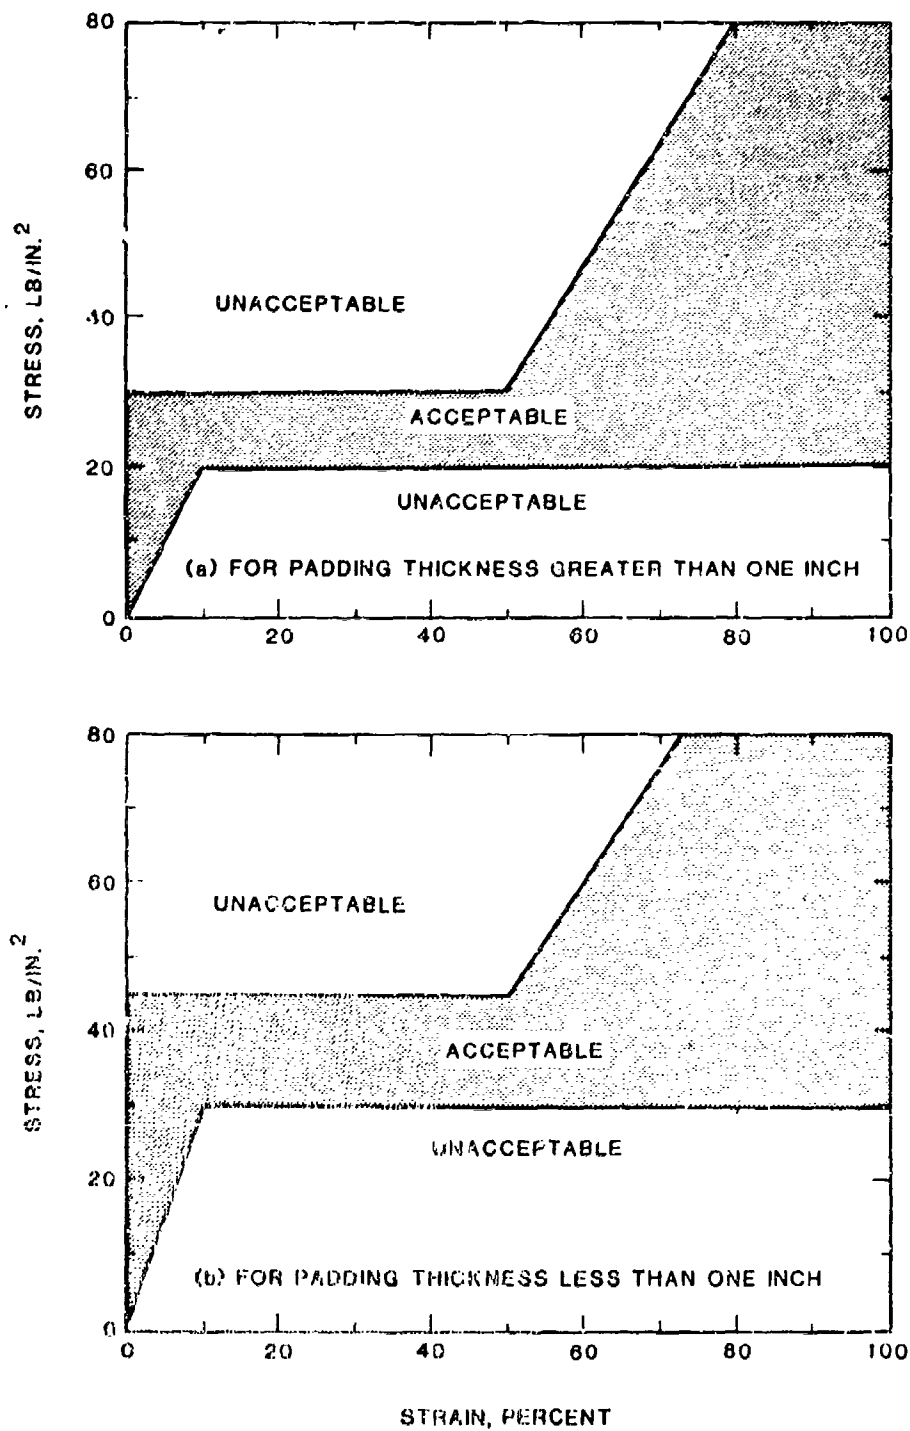 80
60
40
20
0
STRESS, LB/IN.2
UNACCEPTABLE
ACCEPTABLE
UNACCEPTABLE
(a) FOR PADDING THICKNESS GREATER THAN ONE INCH
0 20 40 60 80 100
80
60
40
20
0
STRESS, LB/IN.2
UNACCEPTABLE
ACCEPTABLE
UNACCEPTABLE
(b) FOR PADDING THICKNESS LESS THAN ONE INCH
0 20 40 60 80 100
STRAIN, PERCENT